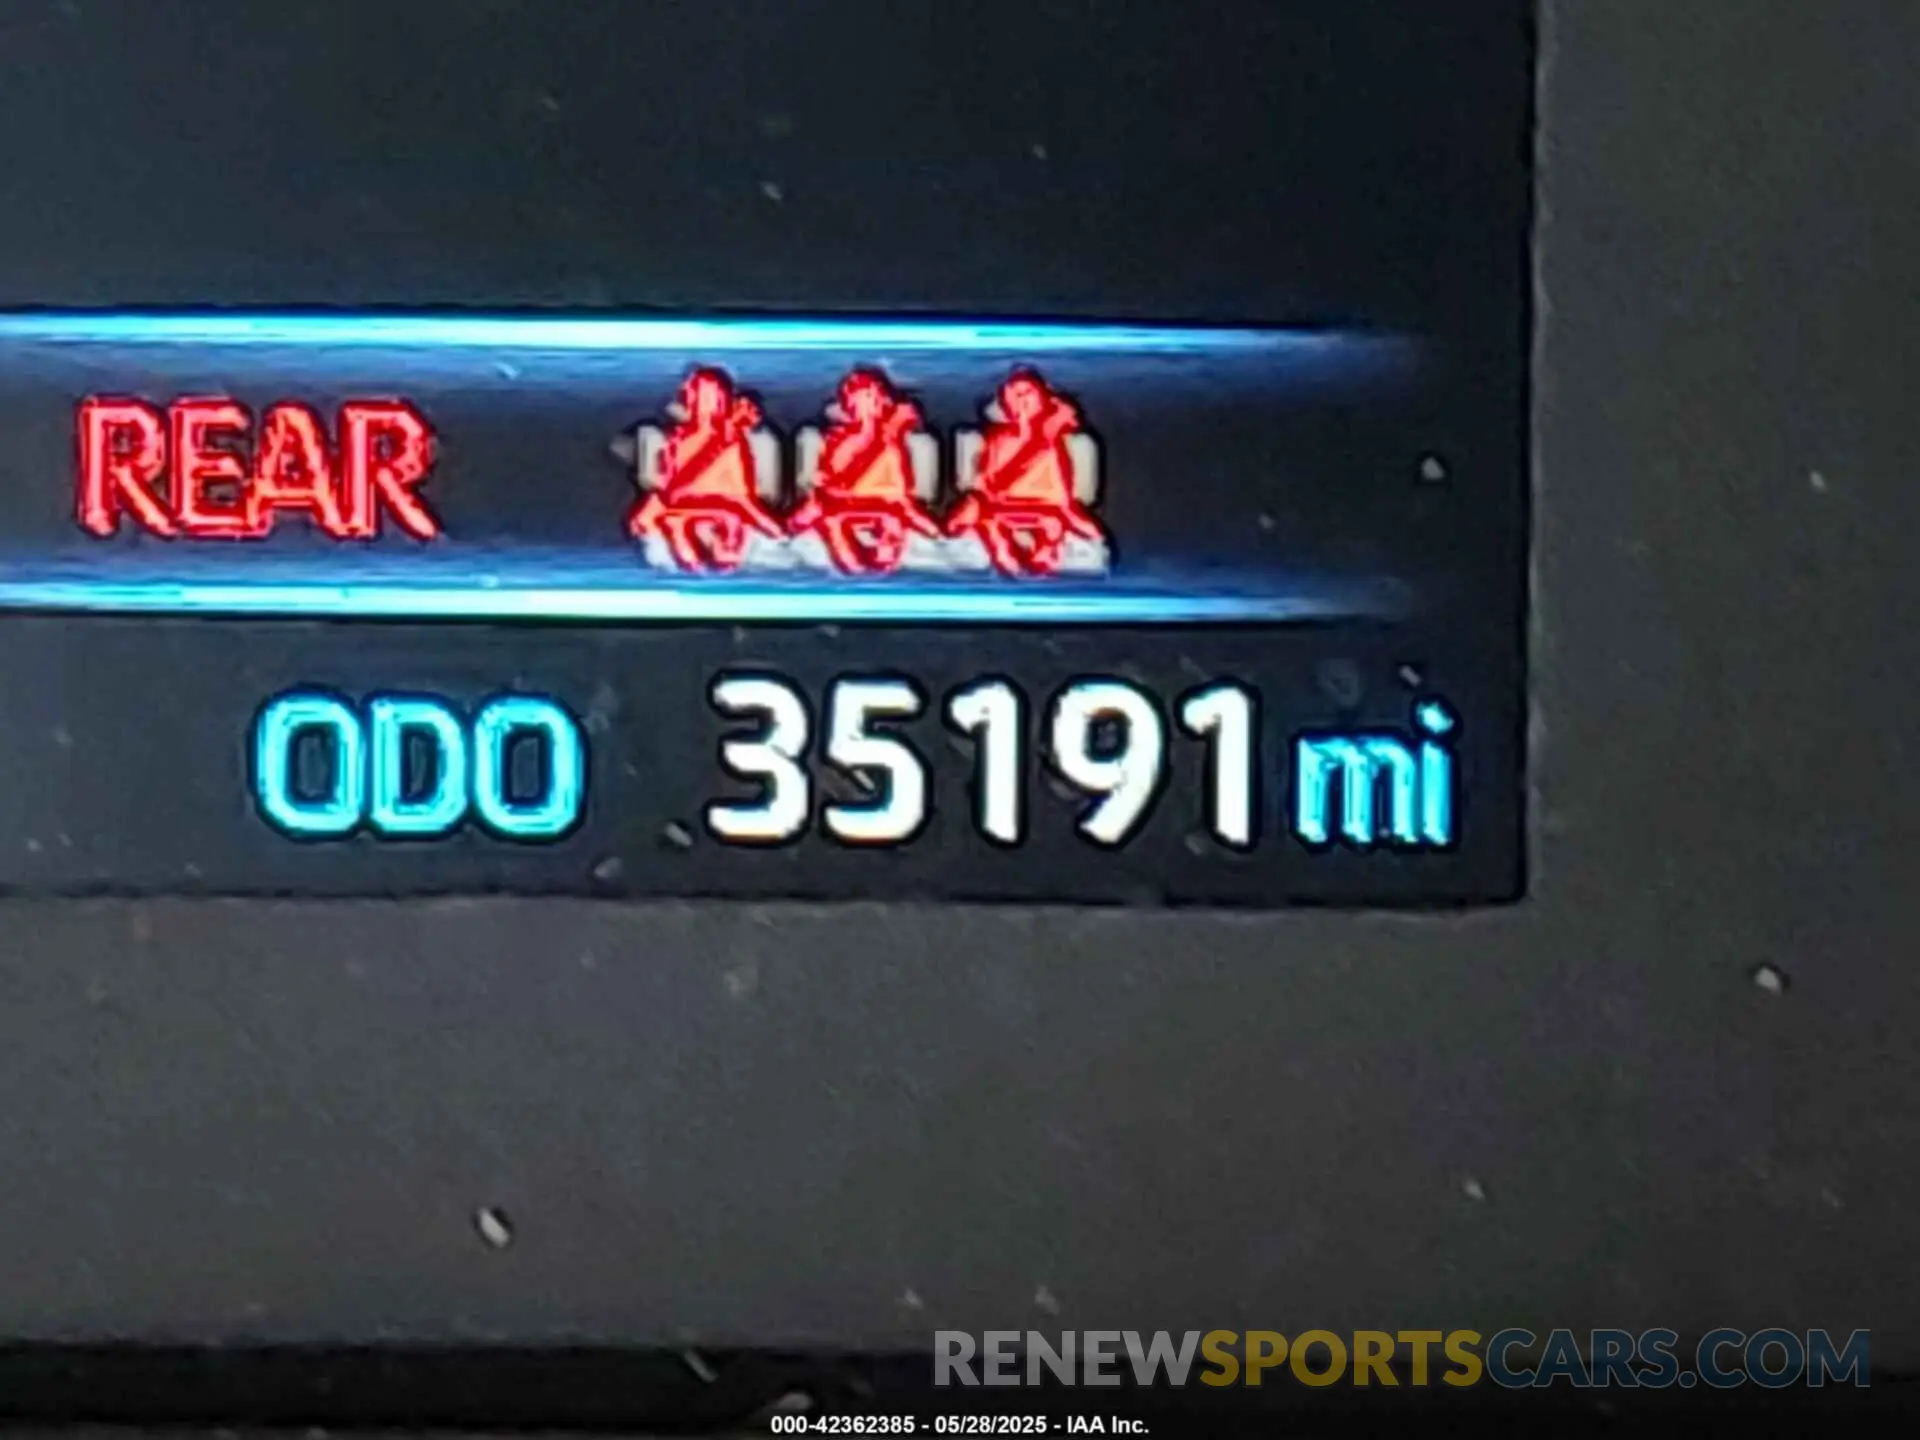 REAR
ODO 35191 mi
RENEWSPORTSCARS.COM
000-42362385 - 05/28/2025 - IAA Inc.